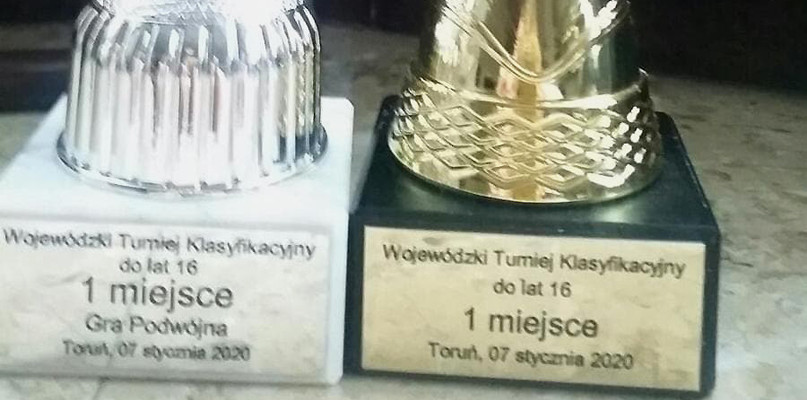 Wojewódzki Turniej Klasyfikacyjny
do lat 16
1 miejsce
Gra Podwójna
Toruń, 07 stycznia 2020
Wojewódzki Turniej Klasyfikacyjny
do lat 16
1 miejsce
Toruń, 07 stycznia 2020